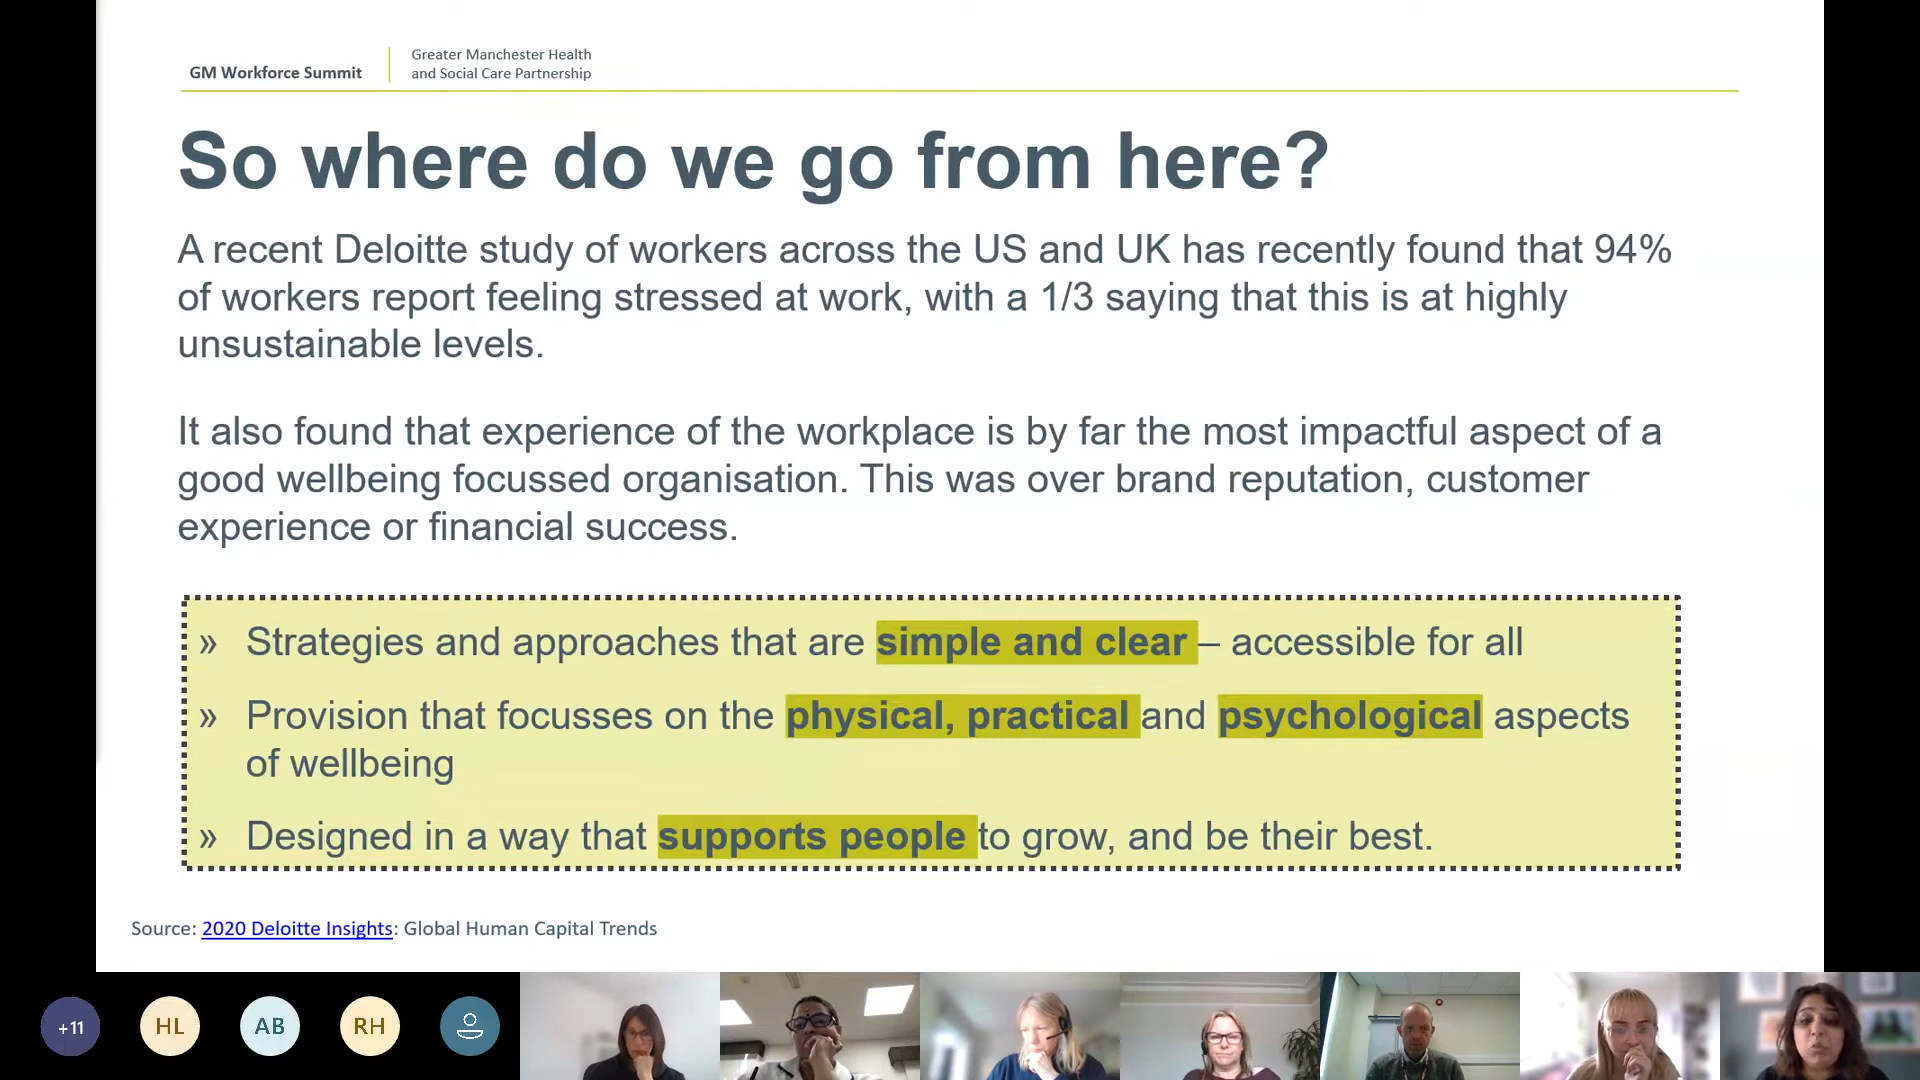 GM Workforce Summit
Greater Manchester Health
and Social Care Partnership
So where do we go from here?
A recent Deloitte study of workers across the US and UK has recently found that 94%
of workers report feeling stressed at work, with a 1/3 saying that this is at highly
unsustainable levels.
It also found that experience of the workplace is by far the most impactful aspect of a
good wellbeing focussed organisation. This was over brand reputation, customer
experience or financial success.
» Strategies and approaches that are simple and clear – accessible for all
» Provision that focusses on the physical, practical and psychological aspects
of wellbeing
» Designed in a way that supports people to grow, and be their best.
Source: 2020 Deloitte Insights: Global Human Capital Trends
+11 HL AB RH